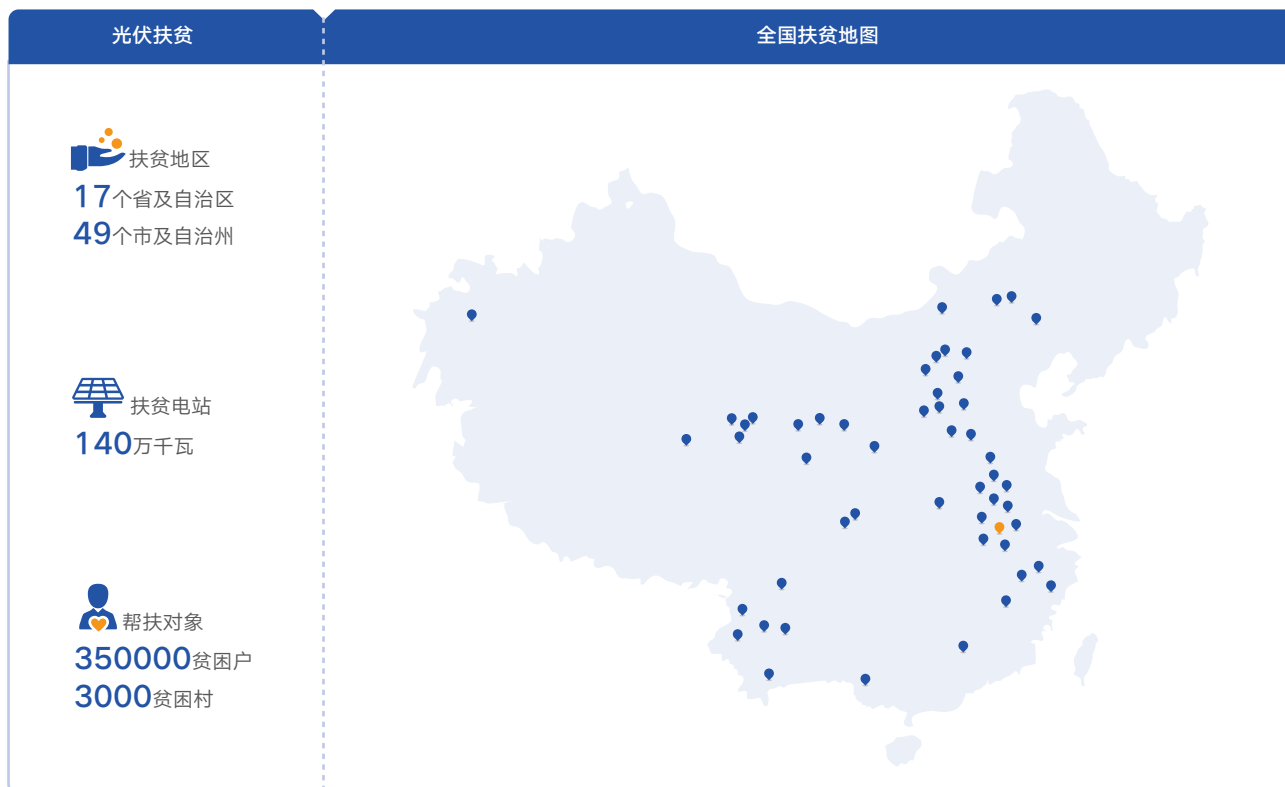 光伏扶贫
全国扶贫地图
扶贫地区
17个省及自治区
49个市及自治州
扶贫电站
140万千瓦
帮扶对象
350000贫困户
3000贫困村